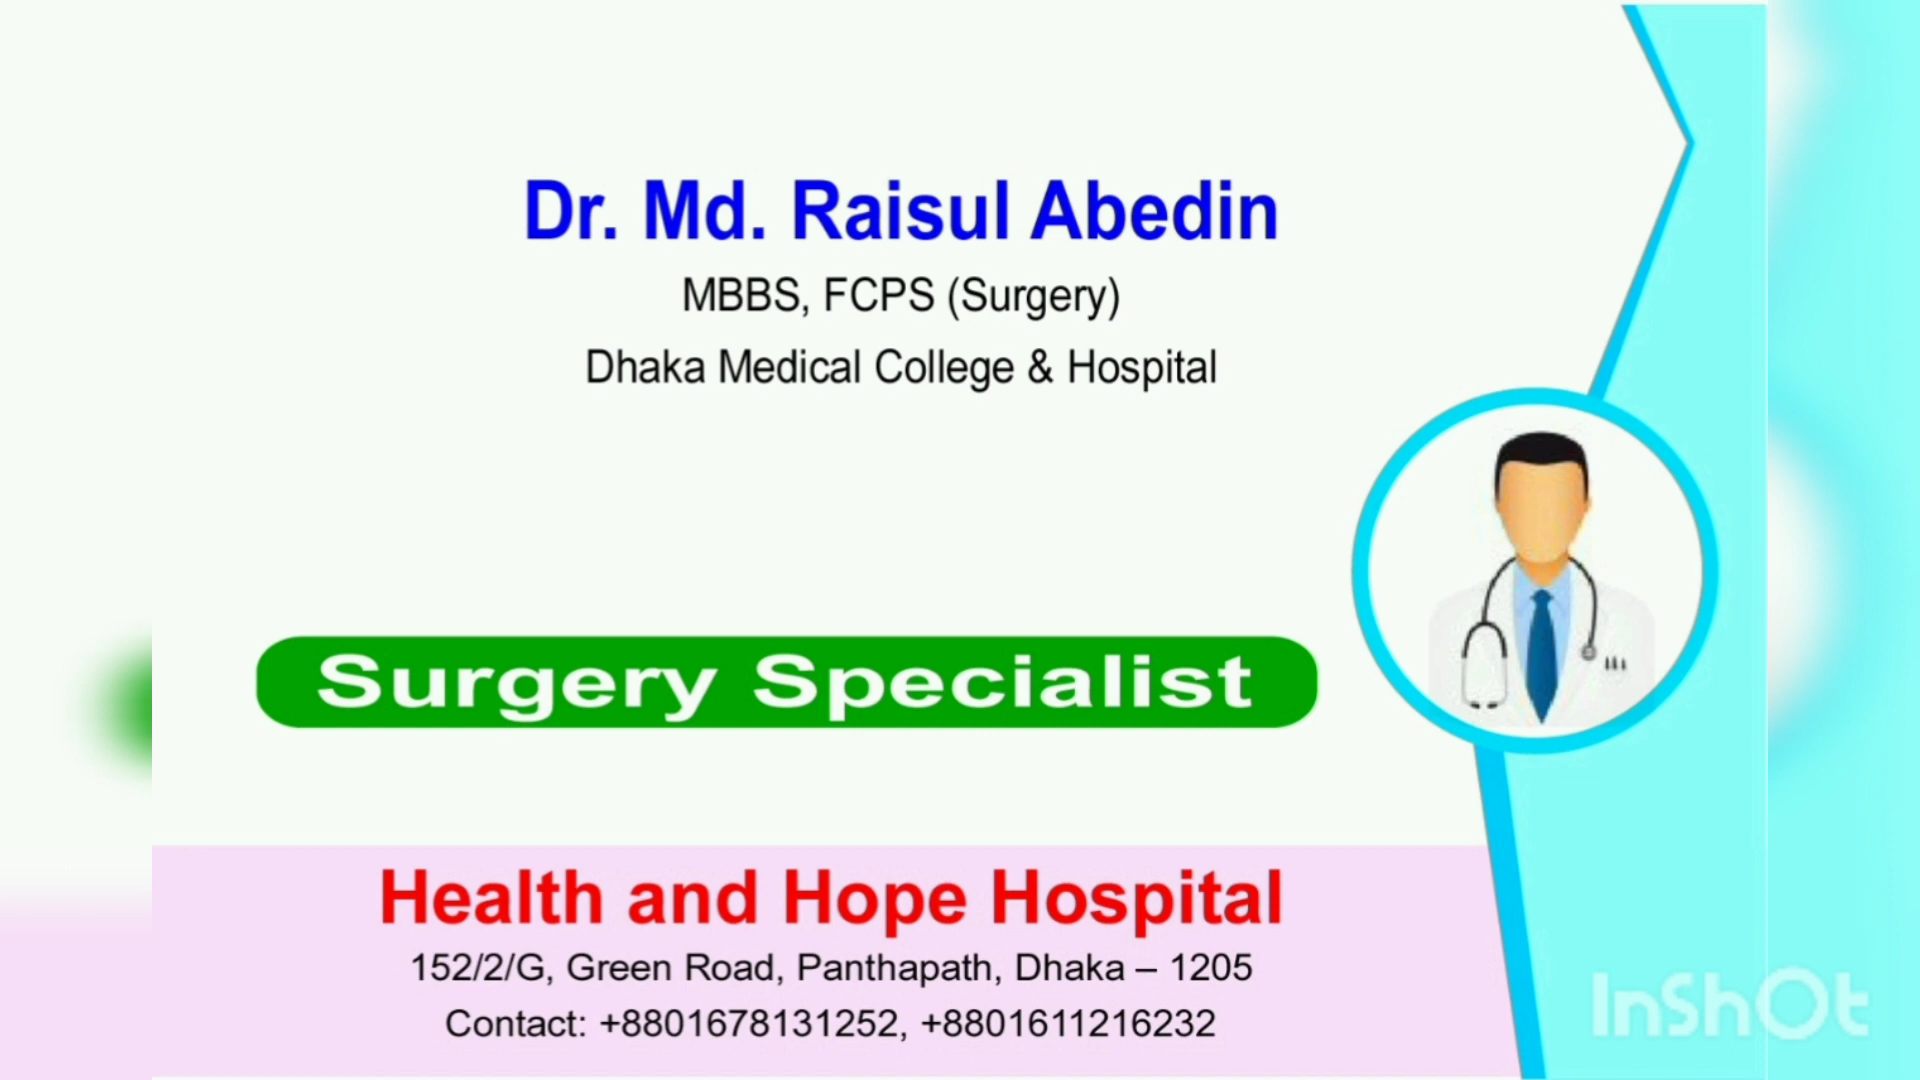 Dr. Md. Raisul Abedin
MBBS, FCPS (Surgery)
Dhaka Medical College & Hospital
Surgery Specialist
Health and Hope Hospital
152/2/G, Green Road, Panthapath, Dhaka – 1205
Contact: +8801678131252, +8801611216232
InShOt